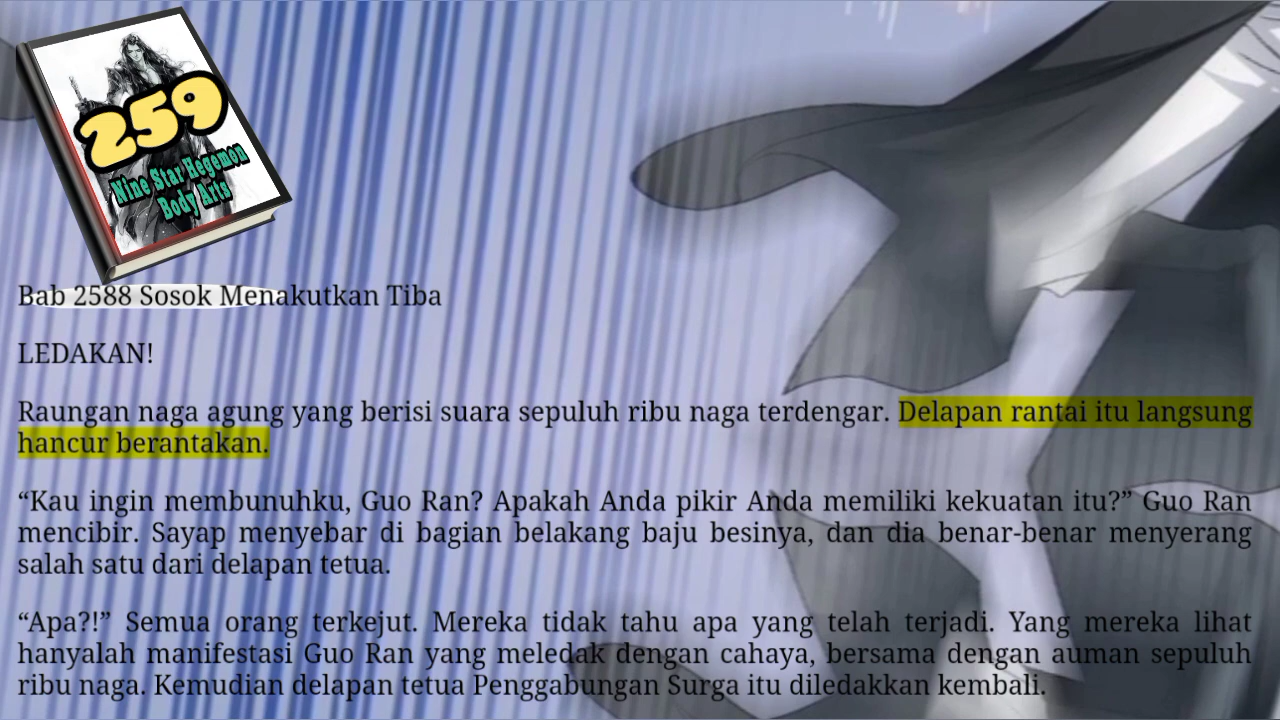 259
Nine Star Hegemon
Body Arts
Bab 2588 Sosok Menakutkan Tiba
LEDAKAN!
Raungan naga agung yang berisi suara sepuluh ribu naga terdengar. Delapan rantai itu langsung
hancur berantakan.
“Kau ingin membunuhku, Guo Ran? Apakah Anda pikir Anda memiliki kekuatan itu?” Guo Ran
mencibir. Sayap menyebar di bagian belakang baju besinya, dan dia benar-benar menyerang
salah satu dari delapan tetua.
“Apa?!” Semua orang terkejut. Mereka tidak tahu apa yang telah terjadi. Yang mereka lihat
hanyalah manifestasi Guo Ran yang meledak dengan cahaya, bersama dengan auman sepuluh
ribu naga. Kemudian delapan tetua Penggabungan Surga itu diledakkan kembali.